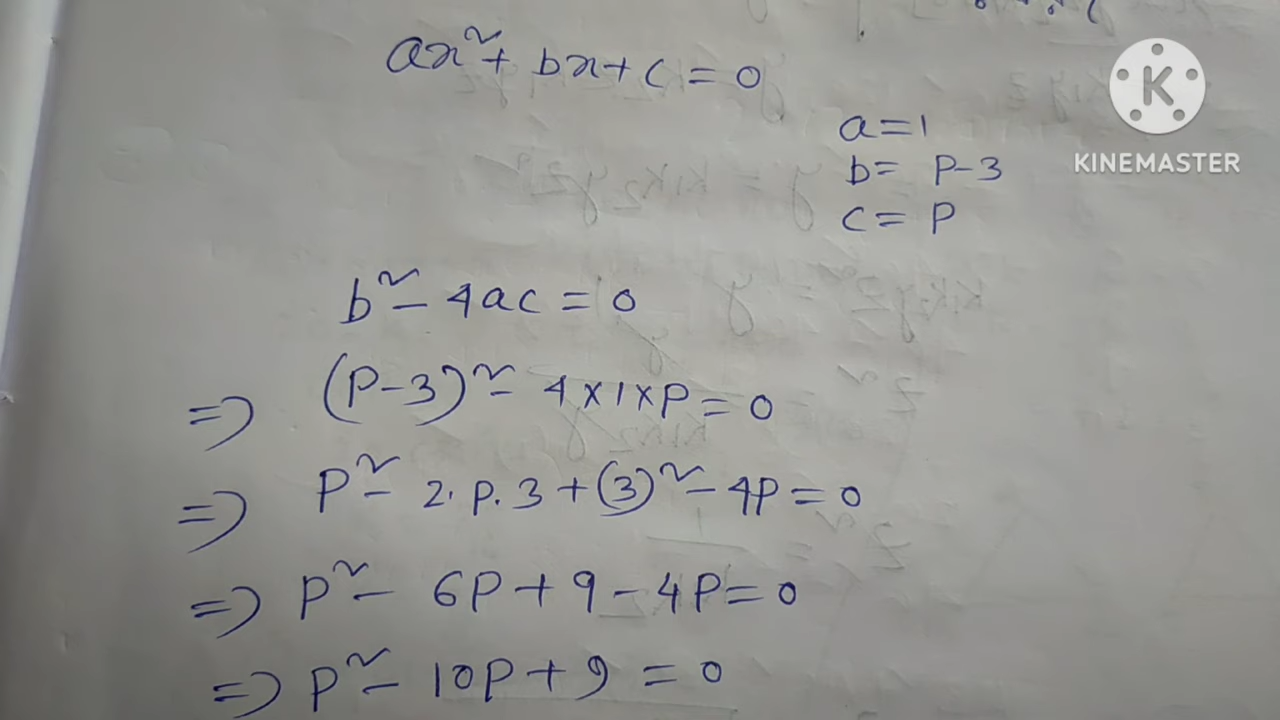 ax² + bx + c = 0
a = 1
b = P - 3
c = P
K
KINEMASTER
b² - 4ac = 0
⇒ (P - 3)² - 4 × 1 × P = 0
⇒ P² - 2. P. 3 + (3)² - 4P = 0
⇒ P² - 6P + 9 - 4P = 0
⇒ P² - 10P + 9 = 0